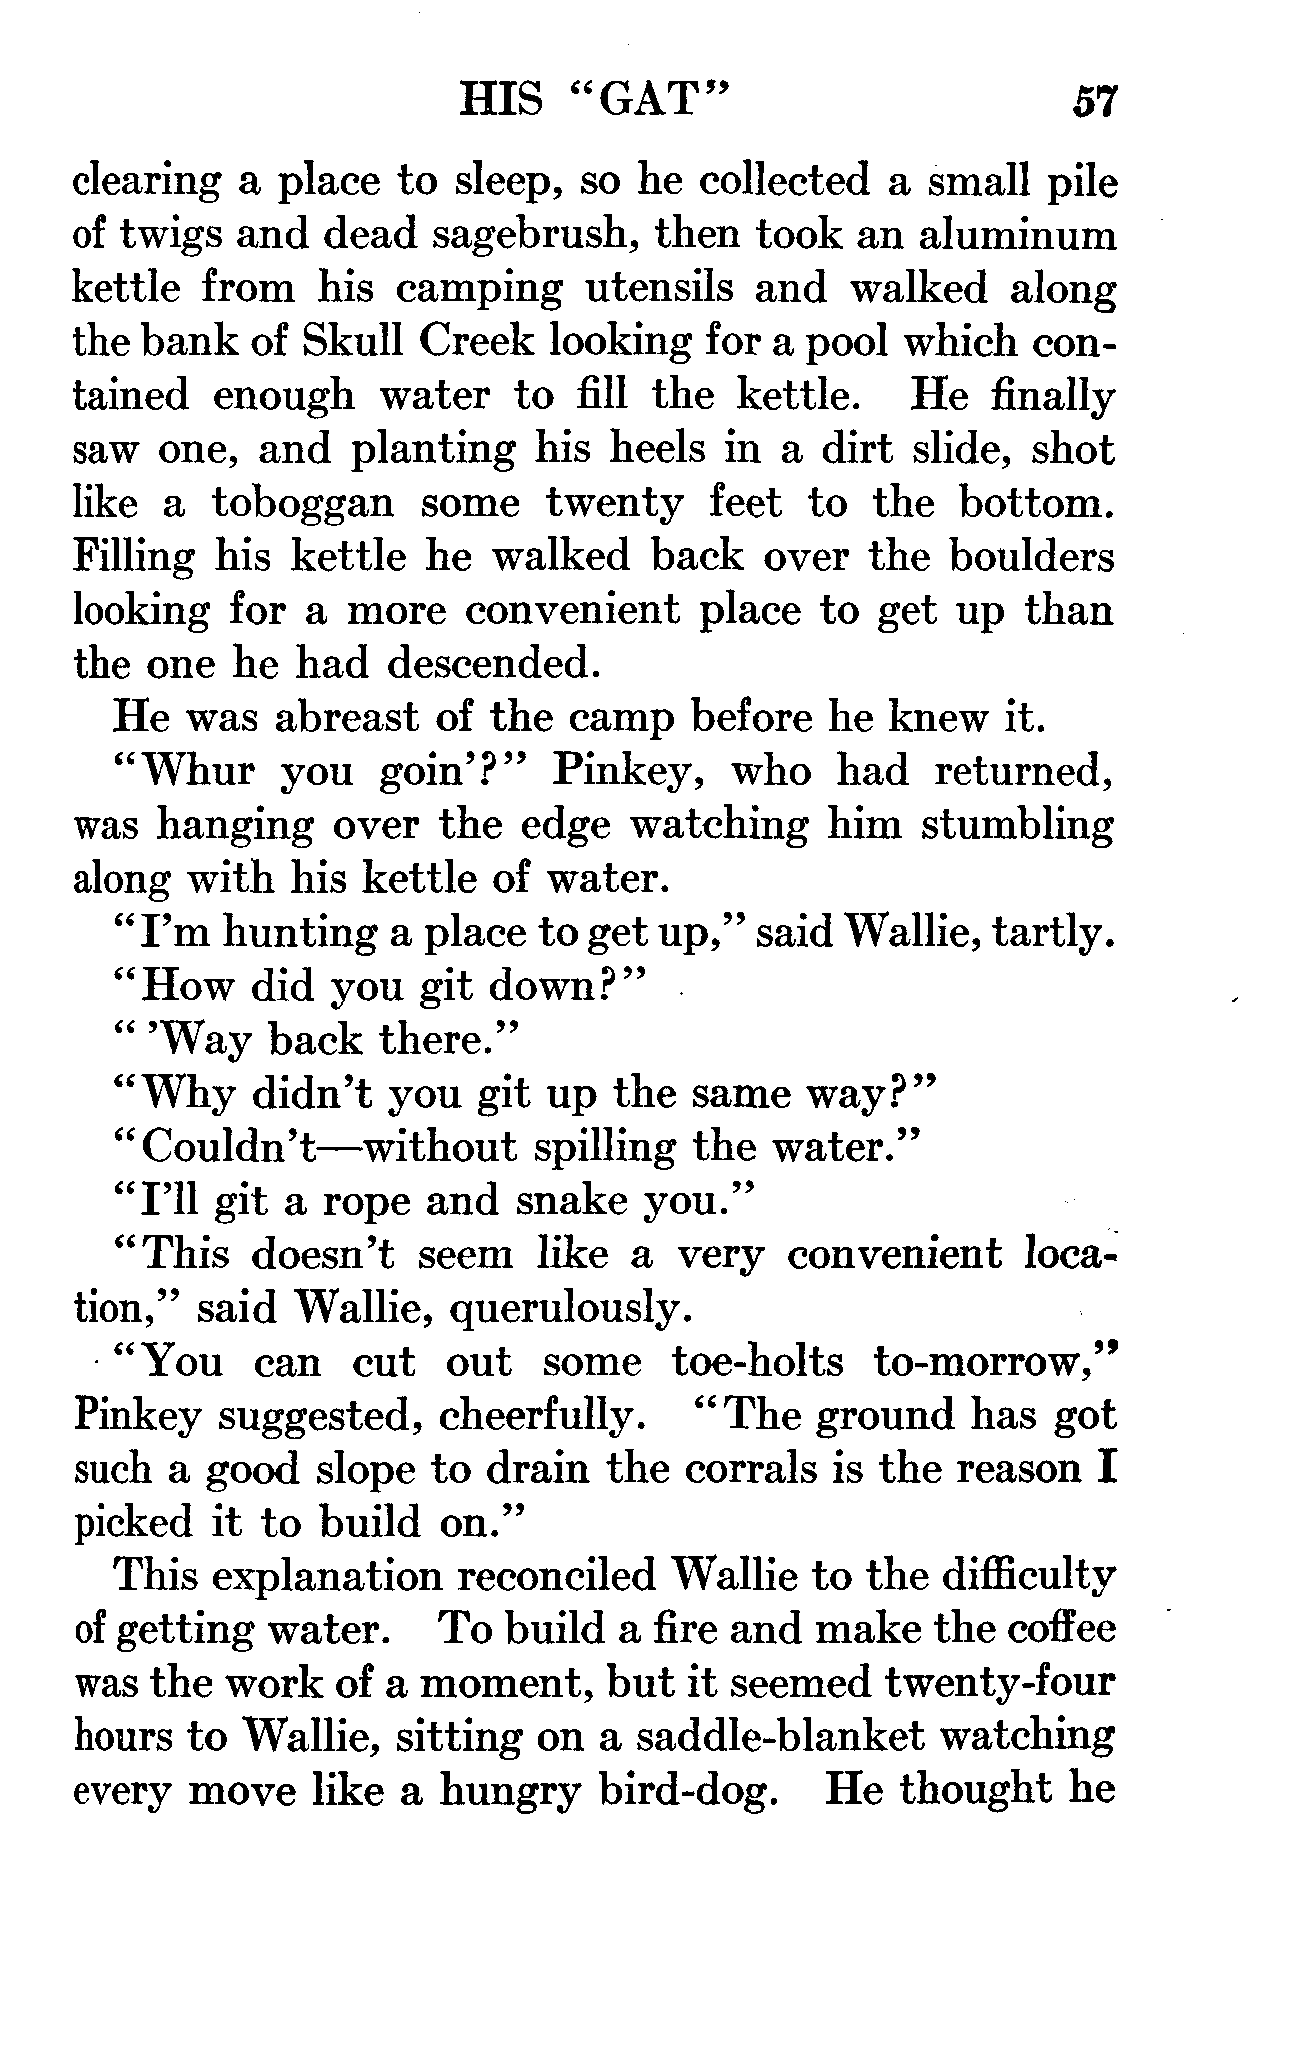 HIS "GAT" 57
clearing a place to sleep, so he collected a small pile
of twigs and dead sagebrush, then took an aluminum
kettle from his camping utensils and walked along
the bank of Skull Creek looking for a pool which con-
tained enough water to fill the kettle. He finally
saw one, and planting his heels in a dirt slide, shot
like a toboggan some twenty feet to the bottom.
Filling his kettle he walked back over the boulders
looking for a more convenient place to get up than
the one he had descended.
He was abreast of the camp before he knew it.
"Whur you goin'?" Pinkey, who had returned,
was hanging over the edge watching him stumbling
along with his kettle of water.
"I'm hunting a place to get up," said Wallie, tartly.
"How did you git down?"
"'Way back there."
"Why didn't you git up the same way?"
"Couldn't—without spilling the water."
"I'll git a rope and snake you."
"This doesn't seem like a very convenient loca-
tion," said Wallie, querulously.
"You can cut out some toe-holts to-morrow,"
Pinkey suggested, cheerfully. "The ground has got
such a good slope to drain the corrals is the reason I
picked it to build on."
This explanation reconciled Wallie to the difficulty
of getting water. To build a fire and make the coffee
was the work of a moment, but it seemed twenty-four
hours to Wallie, sitting on a saddle-blanket watching
every move like a hungry bird-dog. He thought he